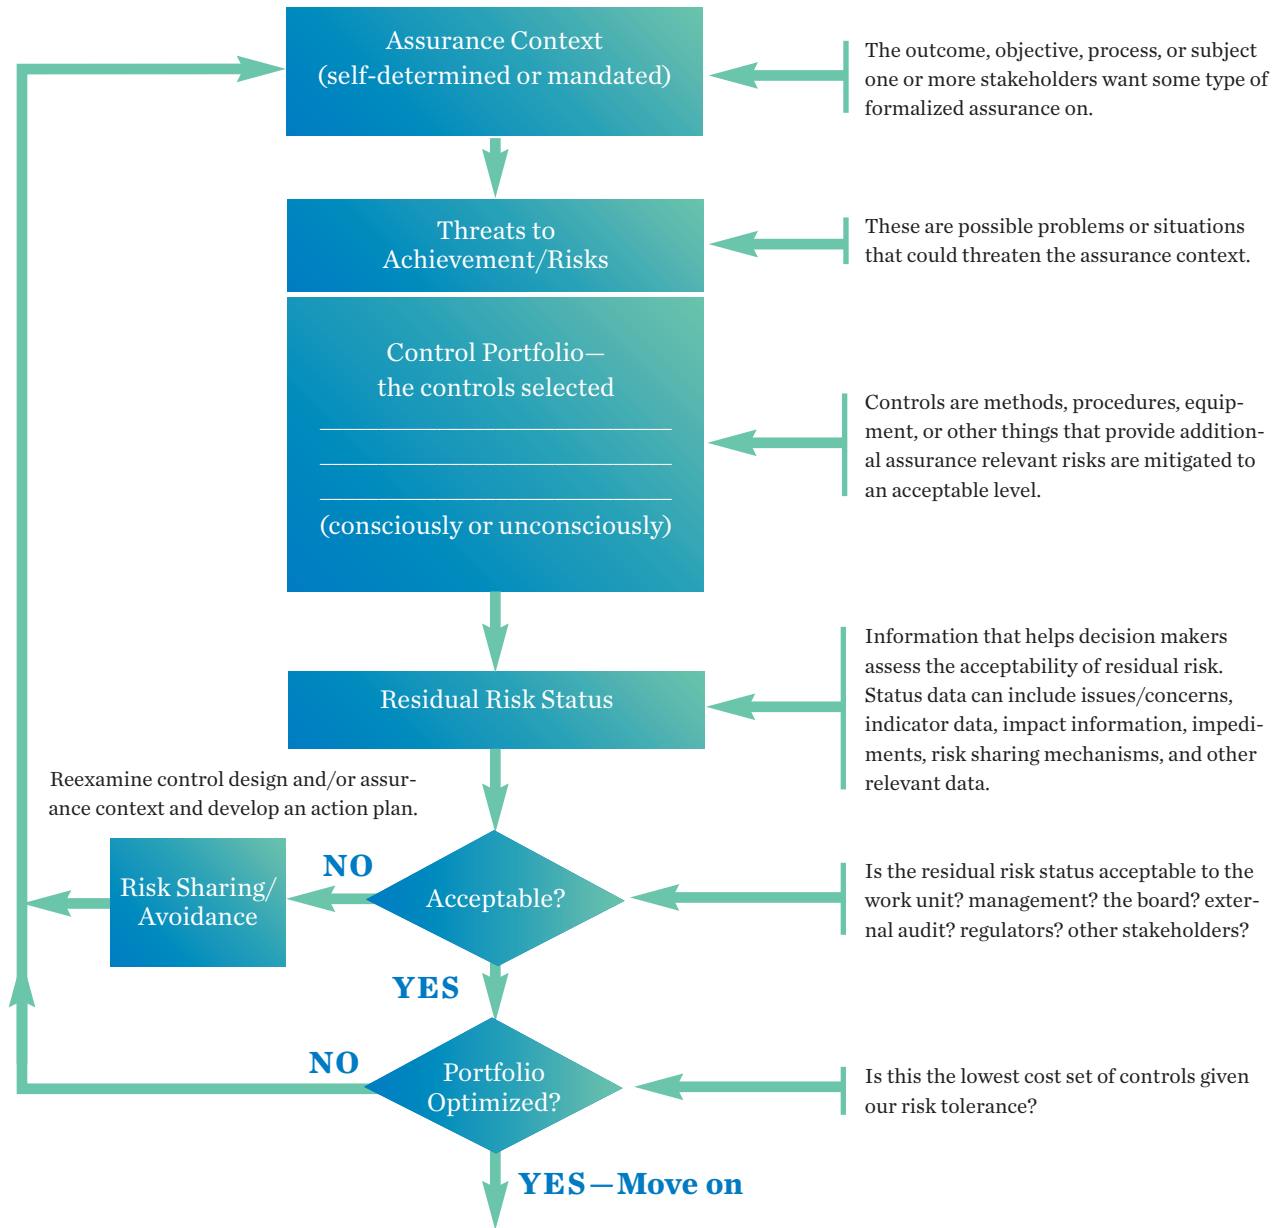 Assurance Context
(self-determined or mandated)
The outcome, objective, process, or subject
one or more stakeholders want some type of
formalized assurance on.
Threats to
Achievement/Risks
These are possible problems or situations
that could threaten the assurance context.
Control Portfolio—
the controls selected
(consciously or unconsciously)
Controls are methods, procedures, equip-
ment, or other things that provide addition-
al assurance relevant risks are mitigated to
an acceptable level.
Residual Risk Status
Information that helps decision makers
assess the acceptability of residual risk.
Status data can include issues/concerns,
indicator data, impact information, impedi-
ments, risk sharing mechanisms, and other
relevant data.
Reexamine control design and/or assur-
ance context and develop an action plan.
Risk Sharing/
Avoidance
NO
Acceptable?
Is the residual risk status acceptable to the
work unit? management? the board? exter-
nal audit? regulators? other stakeholders?
YES
NO
Portfolio
Optimized?
Is this the lowest cost set of controls given
our risk tolerance?
YES—Move on